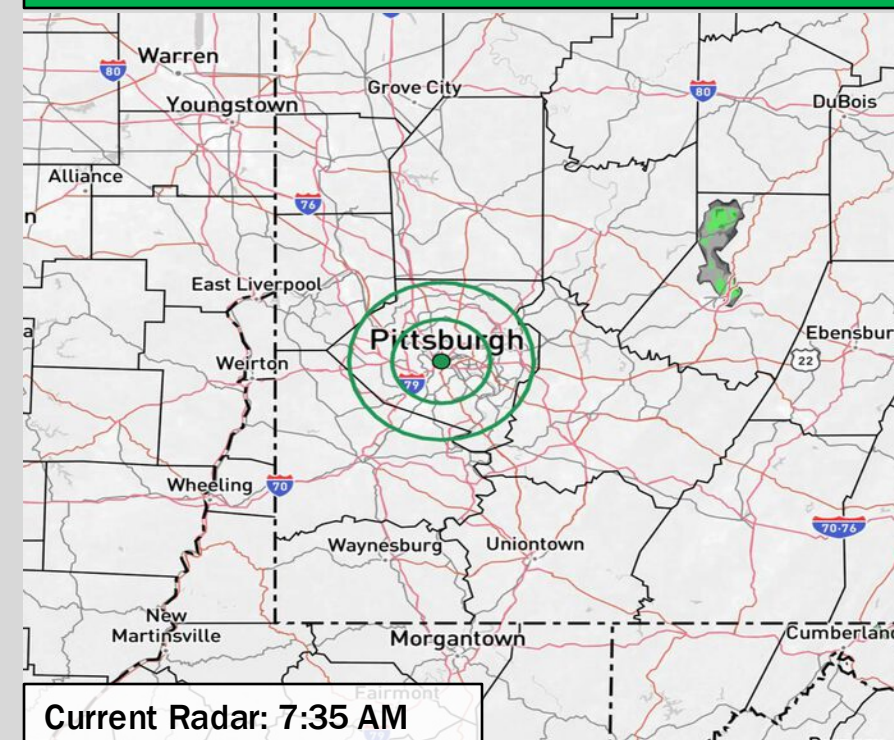 Warren
80
Youngstown
Grove City
80
DuBois
Alliance
76
n
East Liverpool
Pittsburgh
a
Weirton
79
Ebensbur
22
Wheeling
70
70-76
Waynesburg
Uniontown
New
Martinsville
Morgantown
Cumberland
Fairmont
Current Radar: 7:35 AM